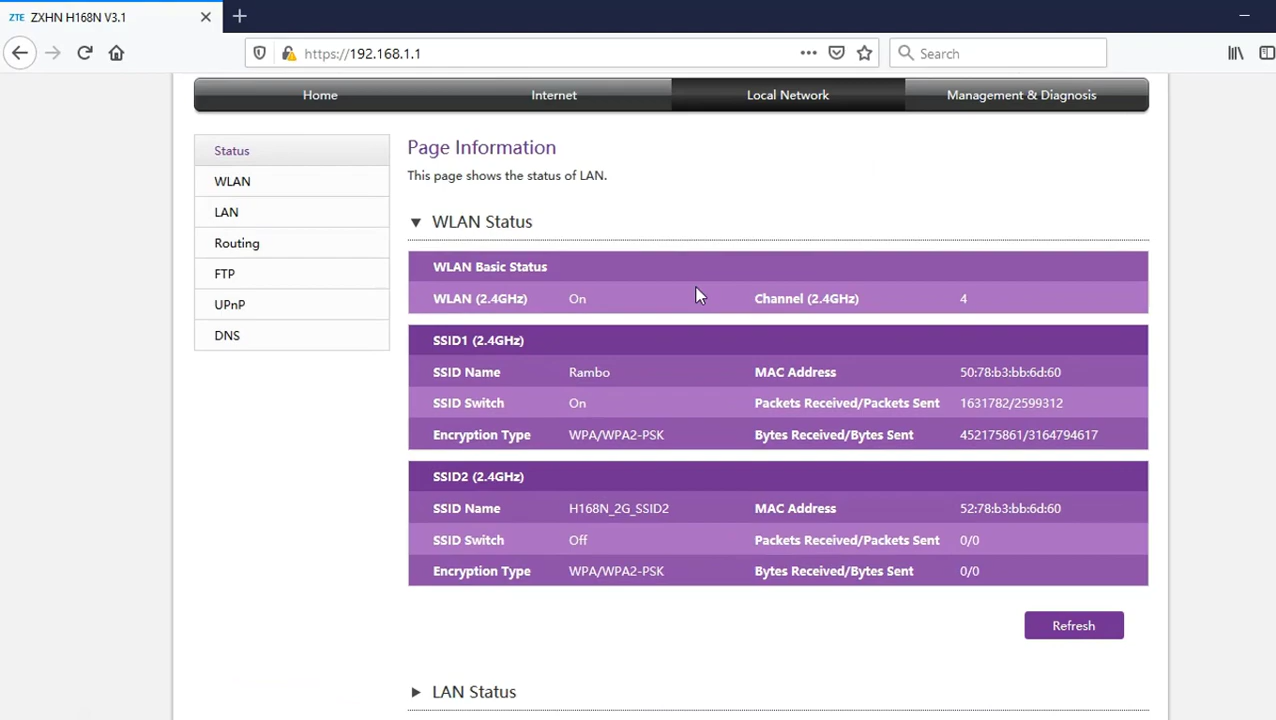 ZTE ZXHN H168N V3.1
https://192.168.1.1
Search
Home Internet Local Network Management & Diagnosis
Status
WLAN
LAN
Routing
FTP
UPnP
DNS
Page Information
This page shows the status of LAN.
WLAN Status
WLAN Basic Status
WLAN (2.4GHz) On Channel (2.4GHz) 4
SSID1 (2.4GHz)
SSID Name Rambo MAC Address 50:78:b3:bb:6d:60
SSID Switch On Packets Received/Packets Sent 1631782/2599312
Encryption Type WPA/WPA2-PSK Bytes Received/Bytes Sent 452175861/3164794617
SSID2 (2.4GHz)
SSID Name H168N_2G_SSID2 MAC Address 52:78:b3:bb:6d:60
SSID Switch Off Packets Received/Packets Sent 0/0
Encryption Type WPA/WPA2-PSK Bytes Received/Bytes Sent 0/0
Refresh
LAN Status